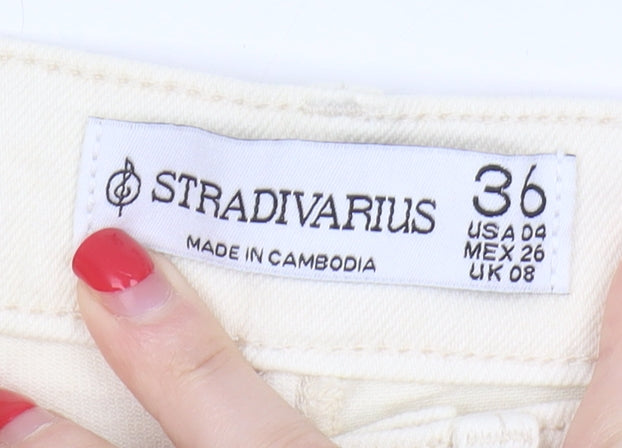 STRADIVARIUS
MADE IN CAMBODIA
36
USA 04
MEX 26
UK 08